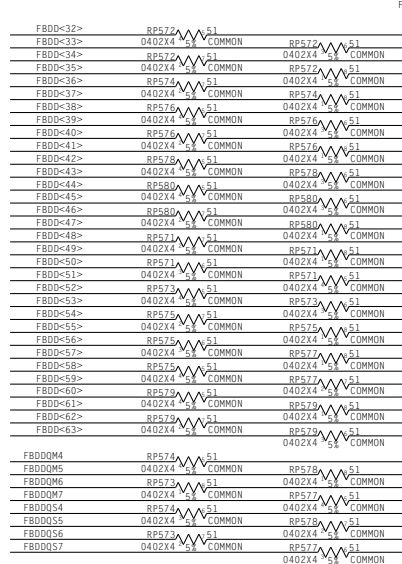 F
FBDD<32> RP572 51
FBDD<33> 0402X4 5% COMMON RP572 51
FBDD<34> RP572 51 0402X4 5% COMMON
FBDD<35> 0402X4 5% COMMON RP572 51
FBDD<36> RP574 51 0402X4 5% COMMON
FBDD<37> 0402X4 5% COMMON RP574 51
FBDD<38> RP576 51 0402X4 5% COMMON
FBDD<39> 0402X4 5% COMMON RP576 51
FBDD<40> RP576 51 0402X4 5% COMMON
FBDD<41> 0402X4 5% COMMON RP576 51
FBDD<42> RP578 51 0402X4 5% COMMON
FBDD<43> 0402X4 5% COMMON RP578 51
FBDD<44> RP580 51 0402X4 5% COMMON
FBDD<45> 0402X4 5% COMMON RP580 51
FBDD<46> RP580 51 0402X4 5% COMMON
FBDD<47> 0402X4 5% COMMON RP580 51
FBDD<48> RP571 51 0402X4 5% COMMON
FBDD<49> 0402X4 5% COMMON RP571 51
FBDD<50> RP571 51 0402X4 5% COMMON
FBDD<51> 0402X4 5% COMMON RP571 51
FBDD<52> RP573 51 0402X4 5% COMMON
FBDD<53> 0402X4 5% COMMON RP573 51
FBDD<54> RP575 51 0402X4 5% COMMON
FBDD<55> 0402X4 5% COMMON RP575 51
FBDD<56> RP575 51 0402X4 5% COMMON
FBDD<57> 0402X4 5% COMMON RP577 51
FBDD<58> RP575 51 0402X4 5% COMMON
FBDD<59> 0402X4 5% COMMON RP577 51
FBDD<60> RP579 51 0402X4 5% COMMON
FBDD<61> 0402X4 5% COMMON RP579 51
FBDD<62> RP579 51 0402X4 5% COMMON
FBDD<63> 0402X4 5% COMMON RP579 51
0402X4 5% COMMON
FBDDQM4 RP574 51
FBDDQM5 0402X4 5% COMMON RP578 51
FBDDQM6 RP573 51 0402X4 5% COMMON
FBDDQM7 0402X4 5% COMMON RP577 51
FBDDQS4 RP574 51 0402X4 5% COMMON
FBDDQS5 0402X4 5% COMMON RP578 51
FBDDQS6 RP573 51 0402X4 5% COMMON
FBDDQS7 0402X4 5% COMMON RP577 51
0402X4 5% COMMON